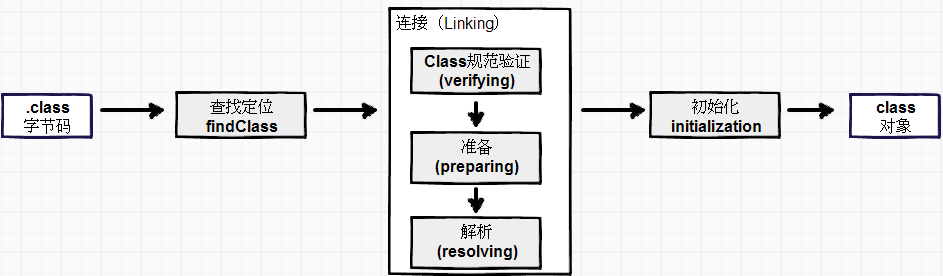 .class
字节码
查找定位
findClass
连接（Linking）
Class规范验证
(verifying)
准备
(preparing)
解析
(resolving)
初始化
initialization
class
对象